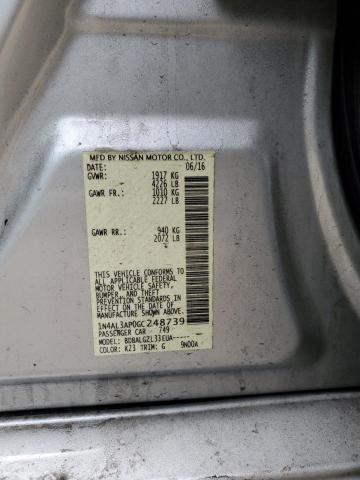 MFD BY NISSAN MOTOR CO., LTD.
DATE: 06/16
GVWR: 1917 KG
4226 LB
GAWR FR: 1010 KG
2227 LB
GAWR RR: 940 KG
2072 LB
THIS VEHICLE CONFORMS TO
ALL APPLICABLE FEDERAL
MOTOR VEHICLE SAFETY,
BUMPER, AND THEFT
PREVENTION STANDARDS IN
EFFECT ON THE DATE OF
MANUFACTURE SHOWN ABOVE.
1N4AL3AP0GC248739
PASSENGER CAR 749
MODEL: BDBALGZL33EUA-----
COLOR: K23 TRIM: G 9N00A